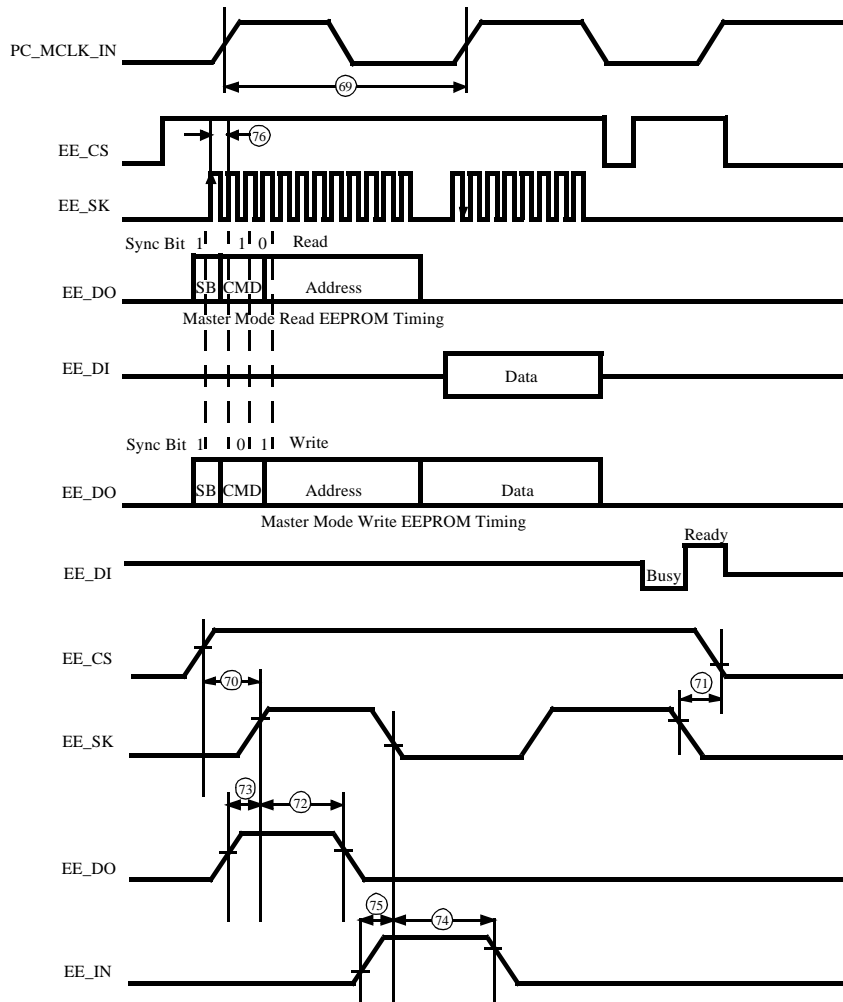 PC_MCLK_IN
69
EE_CS
76
EE_SK
Sync Bit 1 1 0 Read
EE_DO SB CMD Address
Master Mode Read EEPROM Timing
EE_DI Data
Sync Bit 1 0 1 Write
EE_DO SB CMD Address Data
Master Mode Write EEPROM Timing
Ready
EE_DI Busy
EE_CS
70 71
EE_SK
73 72
EE_DO
75 74
EE_IN